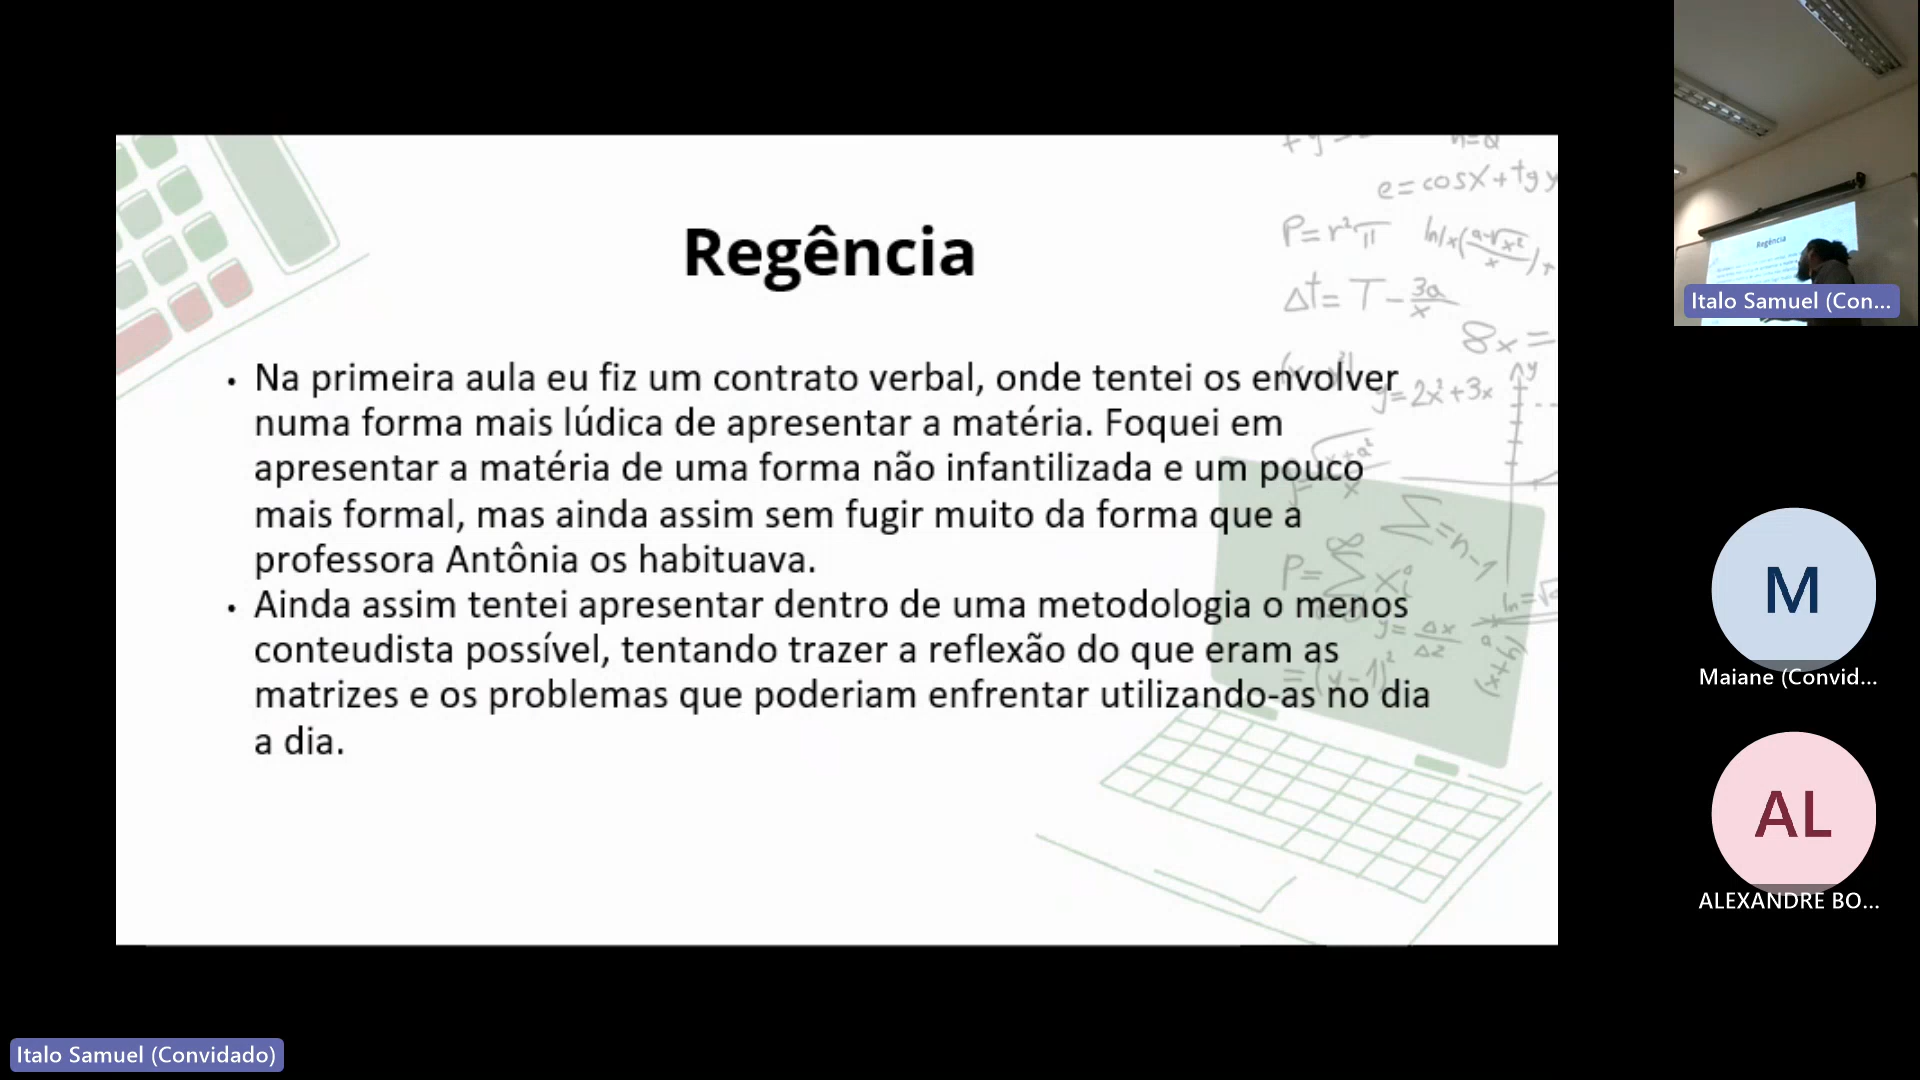 Regência
• Na primeira aula eu fiz um contrato verbal, onde tentei os envolver
numa forma mais lúdica de apresentar a matéria. Foquei em
apresentar a matéria de uma forma não infantilizada e um pouco
mais formal, mas ainda assim sem fugir muito da forma que a
professora Antônia os habituava.
• Ainda assim tentei apresentar dentro de uma metodologia o menos
conteudista possível, tentando trazer a reflexão do que eram as
matrizes e os problemas que poderiam enfrentar utilizando-as no dia
a dia.
e = cosx + tg y
P = r²π
Δt = T - 3a/x
8x =
y = 2x² + 3x
Regência
Italo Samuel (Con...
M
Maiane (Convid...
AL
ALEXANDRE BO...
Italo Samuel (Convidado)